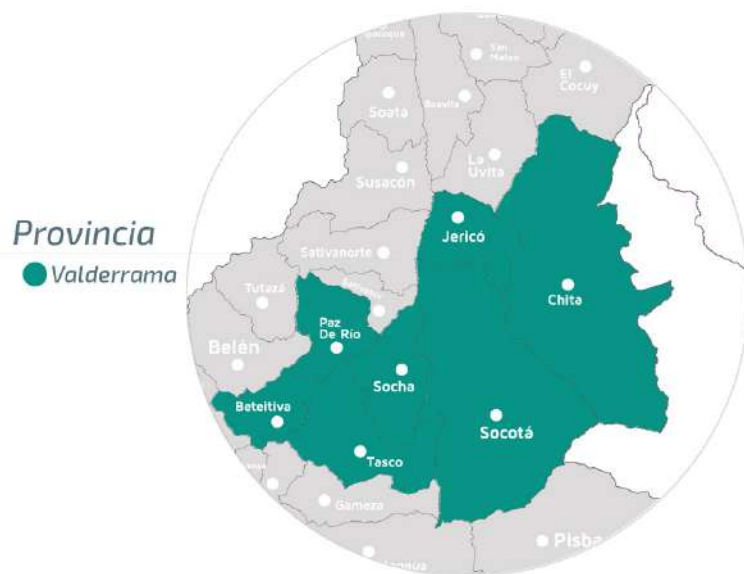 San
Mateo
El
Cocuy
Soatá
Boavita
La
Uvita
Susacón
Provincia
Valderrama
Jericó
Sativanorte
Chita
Tutazá
Paz
De Río
Belén
Socha
Beteitiva
Socotá
Tasco
Gameza
Pisba